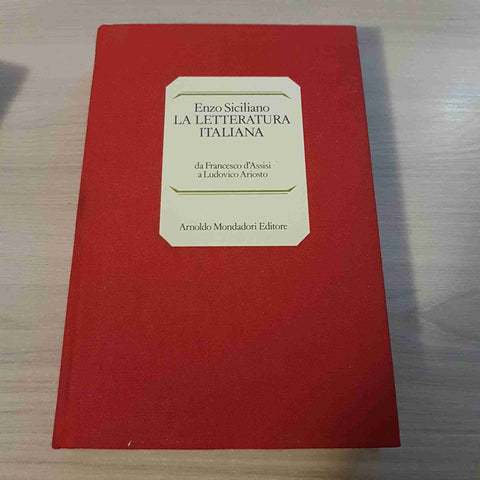 Enzo Siciliano
LA LETTERATURA
ITALIANA
da Francesco d'Assisi
a Ludovico Ariosto
Arnoldo Mondadori Editore